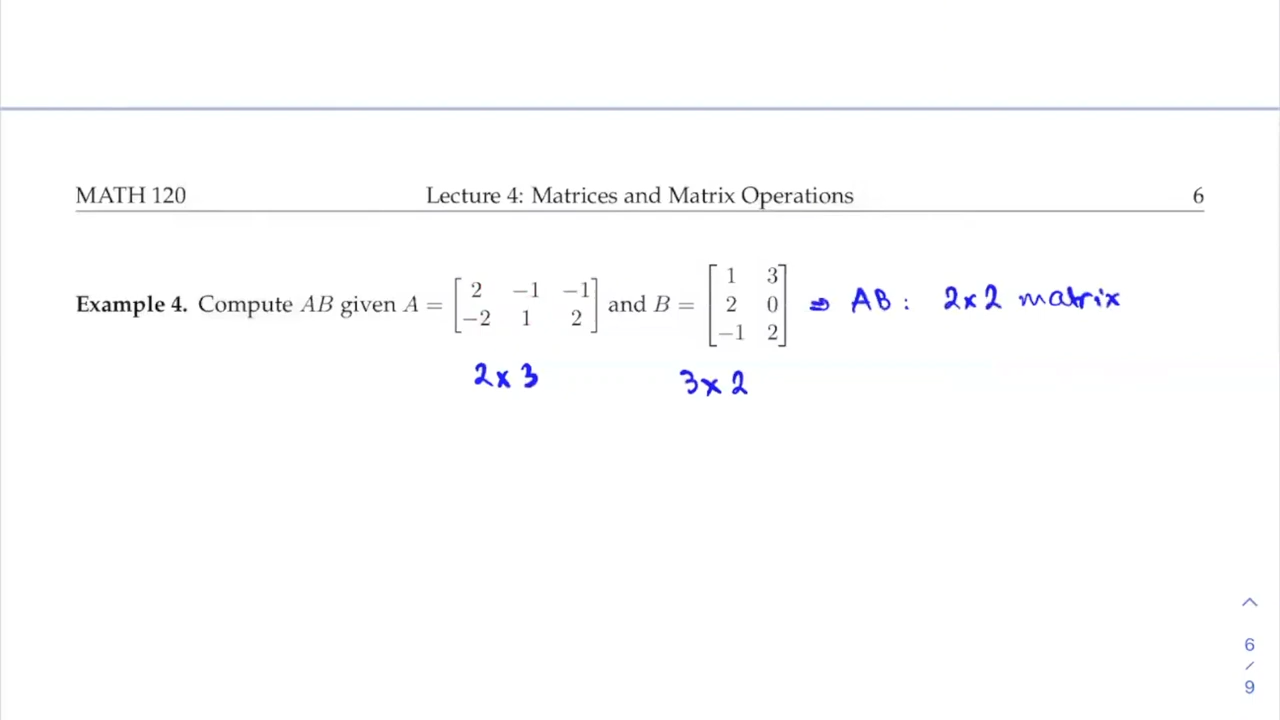 MATH 120 Lecture 4: Matrices and Matrix Operations 6
Example 4. Compute AB given A = [2 −1 −1; −2 1 2] and B = [1 3; 2 0; −1 2] ⇒ AB : 2×2 matrix
2×3 3×2
6
/
9